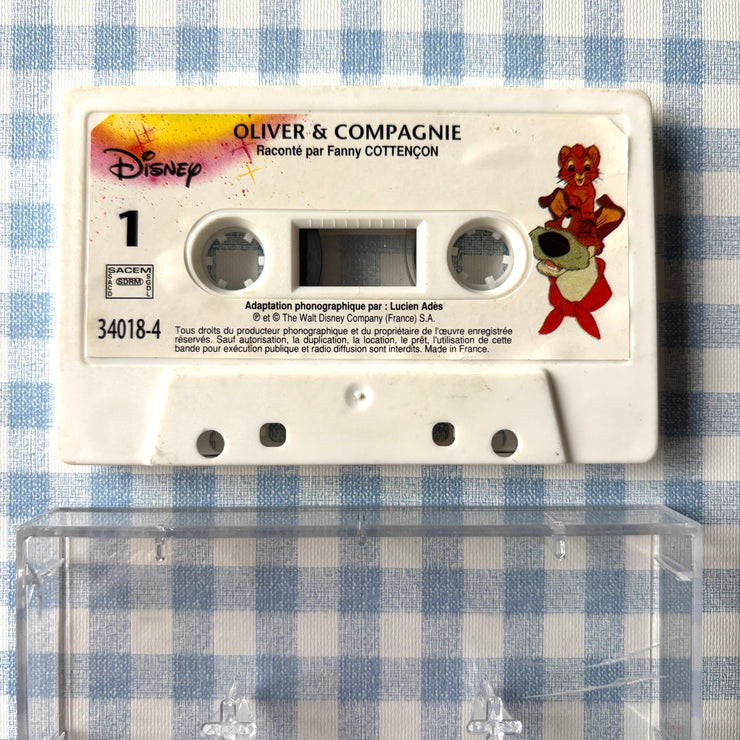 OLIVER & COMPAGNIE
Raconté par Fanny COTTENÇON
Disney
1
SACEM
SACD
SDRM
SGDL
Adaptation phonographique par : Lucien Adès
℗ et © The Walt Disney Company (France) S.A.
34018-4
Tous droits du producteur phonographique et du propriétaire de l'œuvre enregistrée
réservés. Sauf autorisation, la duplication, la location, le prêt, l'utilisation de cette
bande pour exécution publique et radio diffusion sont interdits. Made in France.